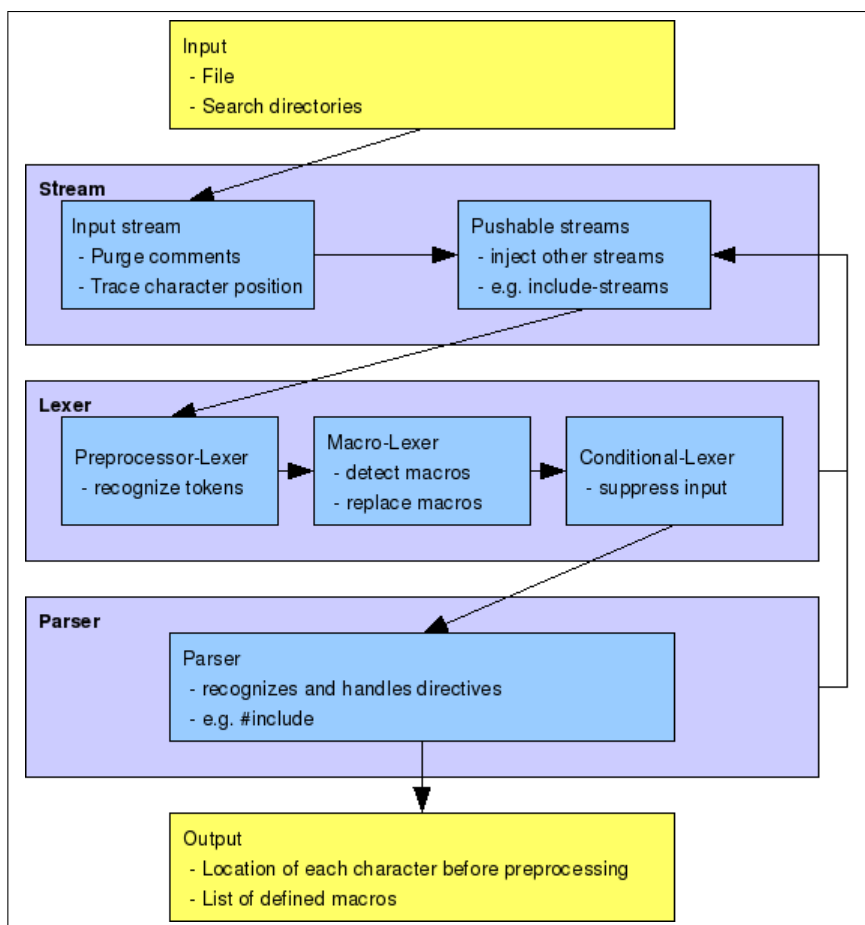 Input
- File
- Search directories
Stream
Input stream
- Purge comments
- Trace character position
Pushable streams
- inject other streams
- e.g. include-streams
Lexer
Preprocessor-Lexer
- recognize tokens
Macro-Lexer
- detect macros
- replace macros
Conditional-Lexer
- suppress input
Parser
Parser
- recognizes and handles directives
- e.g. #include
Output
- Location of each character before preprocessing
- List of defined macros